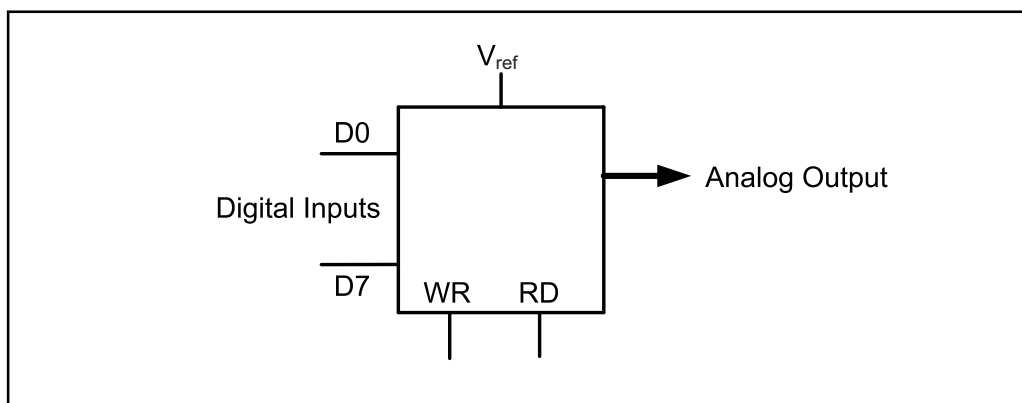 Vref
D0
Digital Inputs
D7
WR RD
Analog Output